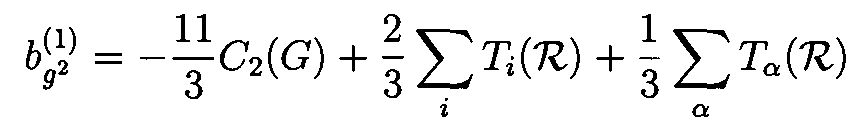 b_{g^2}^{(1)} = -\frac{11}{3} C_2(G) + \frac{2}{3} \sum_i T_i(\mathcal{R}) + \frac{1}{3} \sum_\alpha T_\alpha(\mathcal{R})